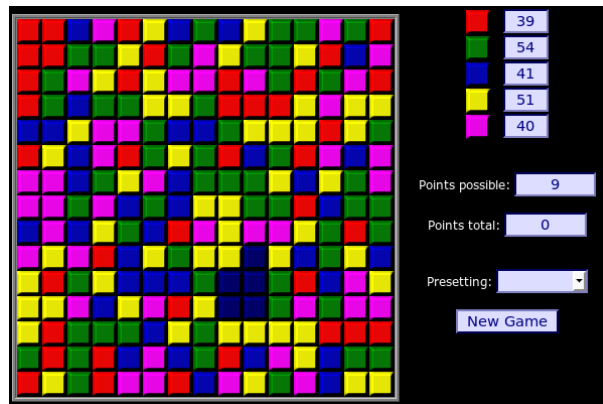 39
54
41
51
40
Points possible: 9
Points total: 0
Presetting:
New Game